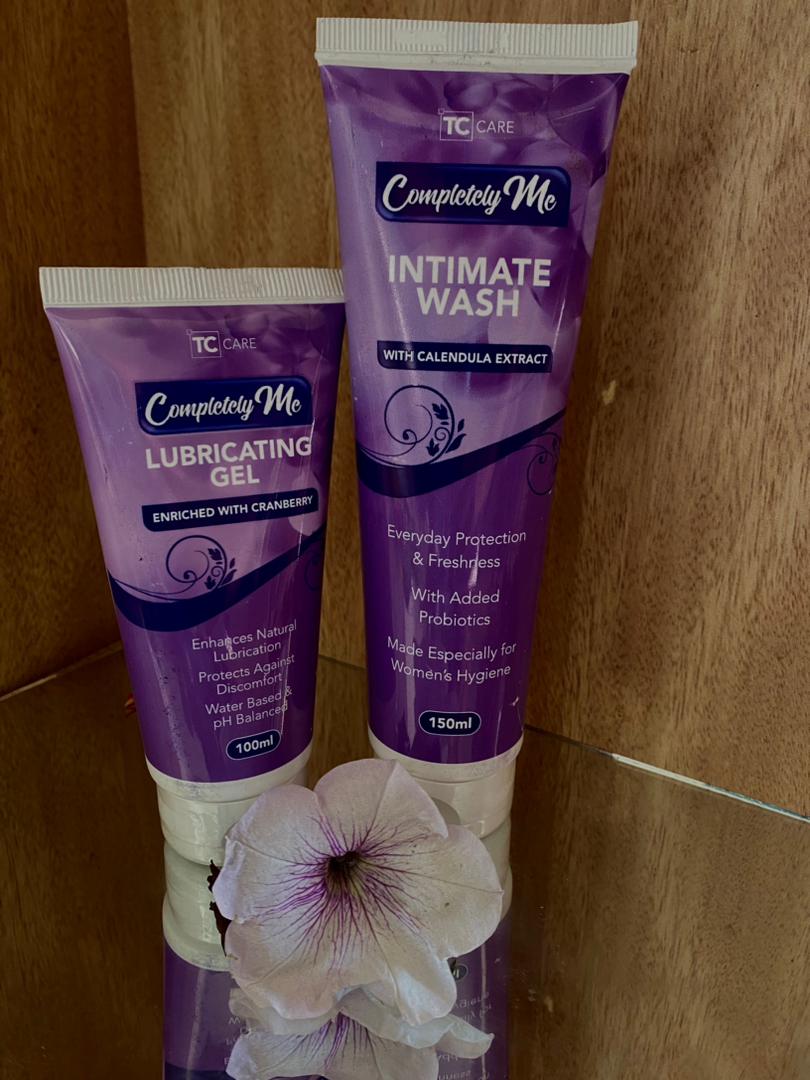 TC CARE
Completely Me
INTIMATE
WASH
WITH CALENDULA EXTRACT
Everyday Protection
& Freshness
With Added
Probiotics
Made Especially for
Women's Hygiene
150ml
TC CARE
Completely Me
LUBRICATING
GEL
ENRICHED WITH CRANBERRY
Enhances Natural
Lubrication
Protects Against
Discomfort
Water Based &
pH Balanced
100ml